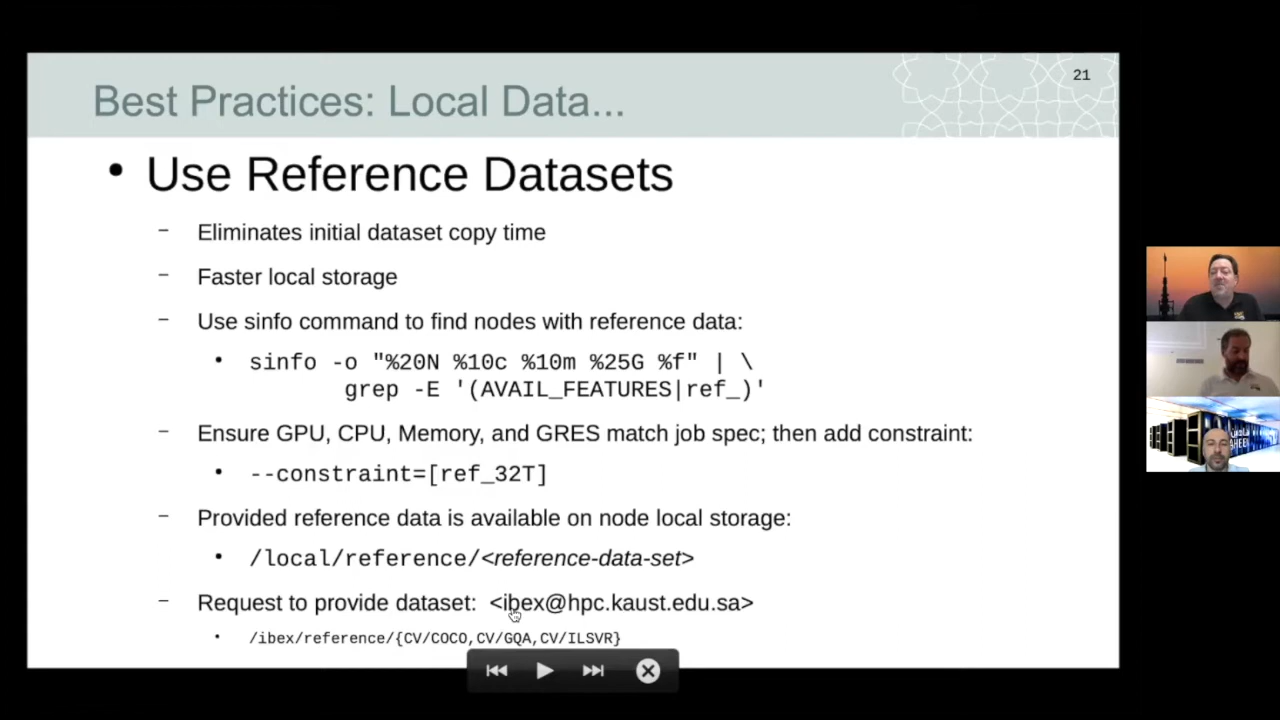 21
Best Practices: Local Data...
• Use Reference Datasets
– Eliminates initial dataset copy time
– Faster local storage
– Use sinfo command to find nodes with reference data:
• sinfo -o "%20N %10c %10m %25G %f" | \
grep -E '(AVAIL_FEATURES|ref_)'
– Ensure GPU, CPU, Memory, and GRES match job spec; then add constraint:
• --constraint=[ref_32T]
– Provided reference data is available on node local storage:
• /local/reference/<reference-data-set>
– Request to provide dataset: <ibex@hpc.kaust.edu.sa>
• /ibex/reference/{CV/COCO,CV/GQA,CV/ILSVR}